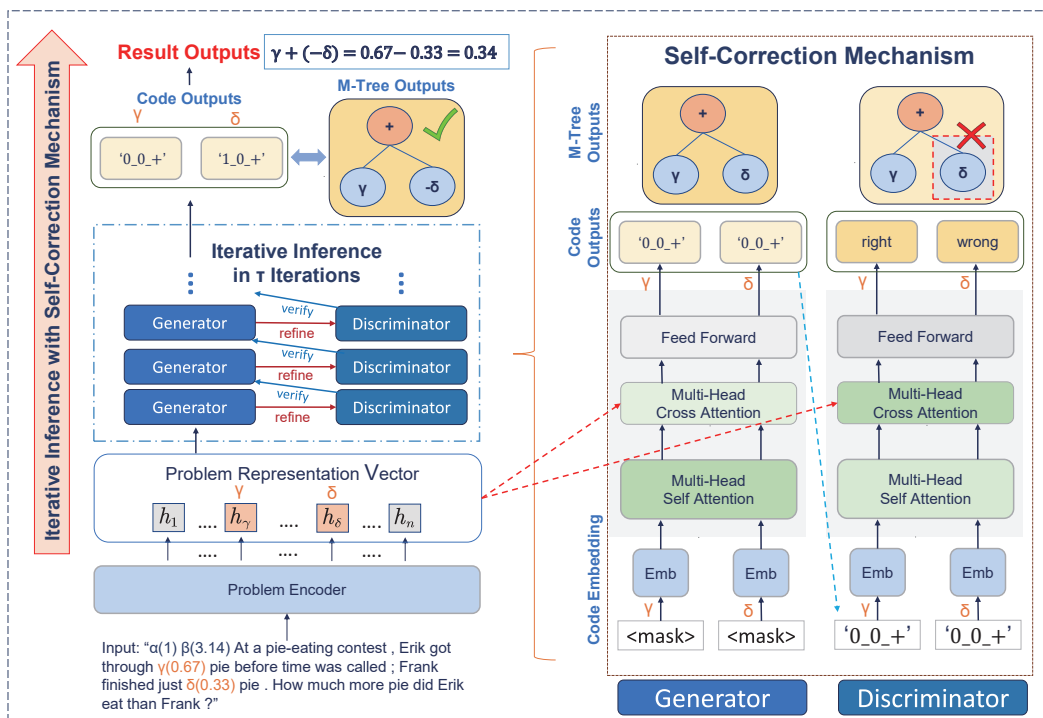 Iterative Inference with Self-Correction Mechanism
Result Outputs
γ + (−δ) = 0.67 − 0.33 = 0.34
Code Outputs
M-Tree Outputs
γ
δ
'0_0_+'
'1_0_+'
+
γ
-δ
Iterative Inference
in τ Iterations
Generator
verify
refine
Discriminator
Generator
verify
refine
Discriminator
Generator
verify
refine
Discriminator
Problem Representation Vector
γ
δ
h₁ .... h_γ .... h_δ .... hₙ
.... .... ....
Problem Encoder
Input: "α(1) β(3.14) At a pie-eating contest , Erik got
through γ(0.67) pie before time was called ; Frank
finished just δ(0.33) pie . How much more pie did Erik
eat than Frank ?"
Self-Correction Mechanism
M-Tree
Outputs
+
γ
δ
+
γ
δ
Code
Outputs
'0_0_+'
'0_0_+'
right
wrong
γ
δ
γ
δ
Feed Forward
Feed Forward
Multi-Head
Cross Attention
Multi-Head
Cross Attention
Multi-Head
Self Attention
Multi-Head
Self Attention
Code Embedding
Emb
Emb
Emb
Emb
γ
δ
γ
δ
<mask>
<mask>
'0_0_+'
'0_0_+'
Generator
Discriminator